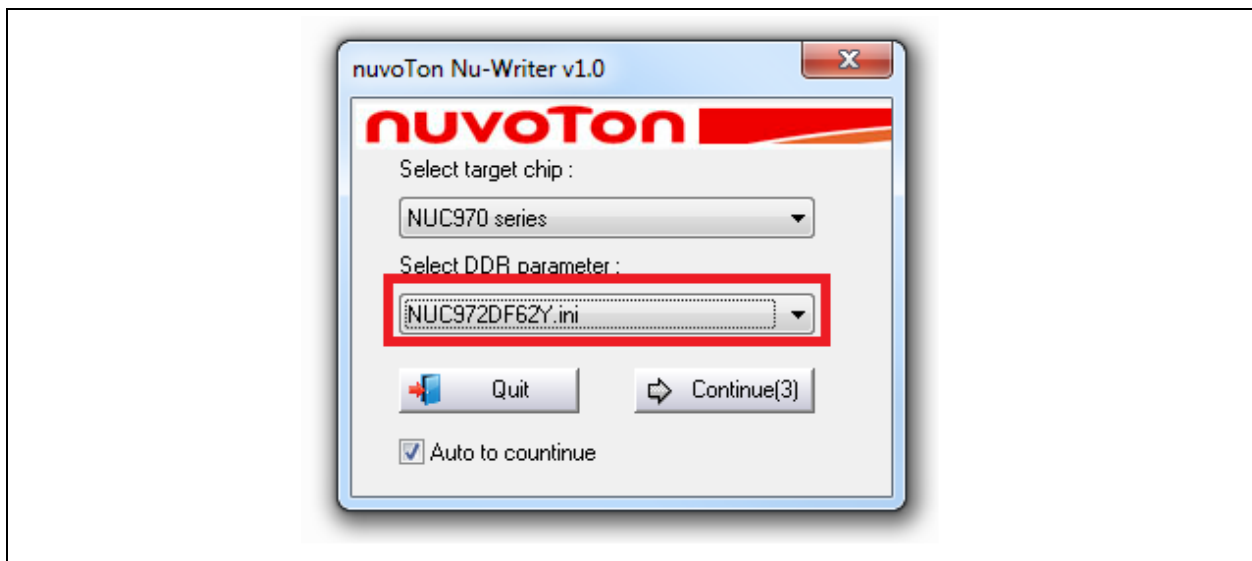 nuvoTon Nu-Writer v1.0
nuvoTon
Select target chip :
NUC970 series
Select DDR parameter :
NUC972DF62Y.ini
Quit
Continue(3)
Auto to countinue